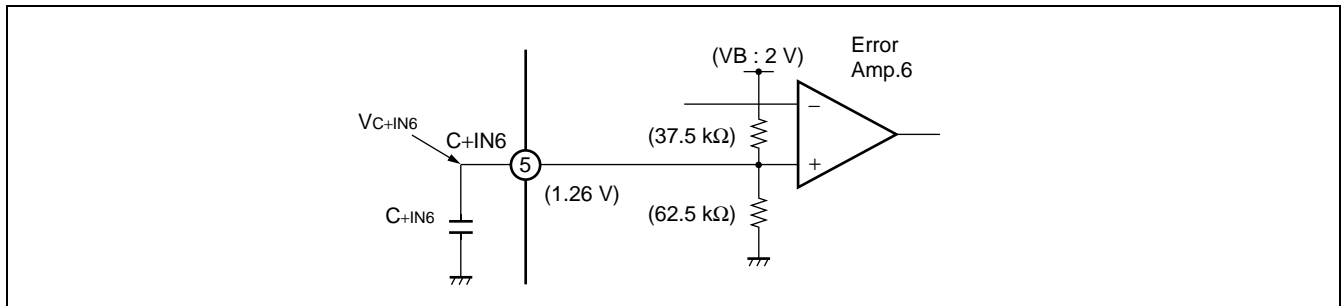 Error
Amp.6
(VB : 2 V)
−
VC+IN6
C+IN6
(37.5 kΩ)
5
+
(1.26 V)
C+IN6
(62.5 kΩ)